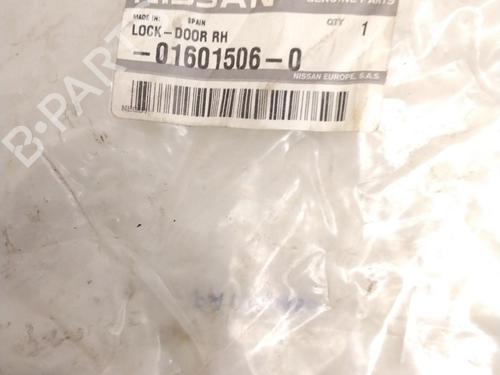 NISSAN
GENUINE PARTS
MADE IN: SPAIN
QTY 1
LOCK-DOOR RH
-01601506-0
NISSAN EUROPE, S.A.S.
B-PARTS